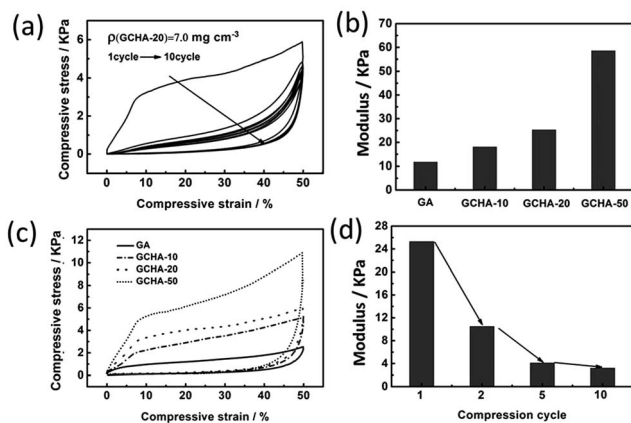 (a)
ρ(GCHA-20)=7.0 mg cm⁻³
1cycle → 10cycle
Compressive stress / KPa
6
4
2
0
0 10 20 30 40 50
Compressive strain / %
(b)
Modulus / KPa
70
60
50
40
30
20
10
0
GA GCHA-10 GCHA-20 GCHA-50
(c)
GA
GCHA-10
GCHA-20
GCHA-50
Compressive stress / KPa
12
10
8
6
4
2
0
0 10 20 30 40 50
Compressive strain / %
(d)
Modulus / KPa
28
24
20
16
12
8
4
0
1 2 5 10
Compression cycle